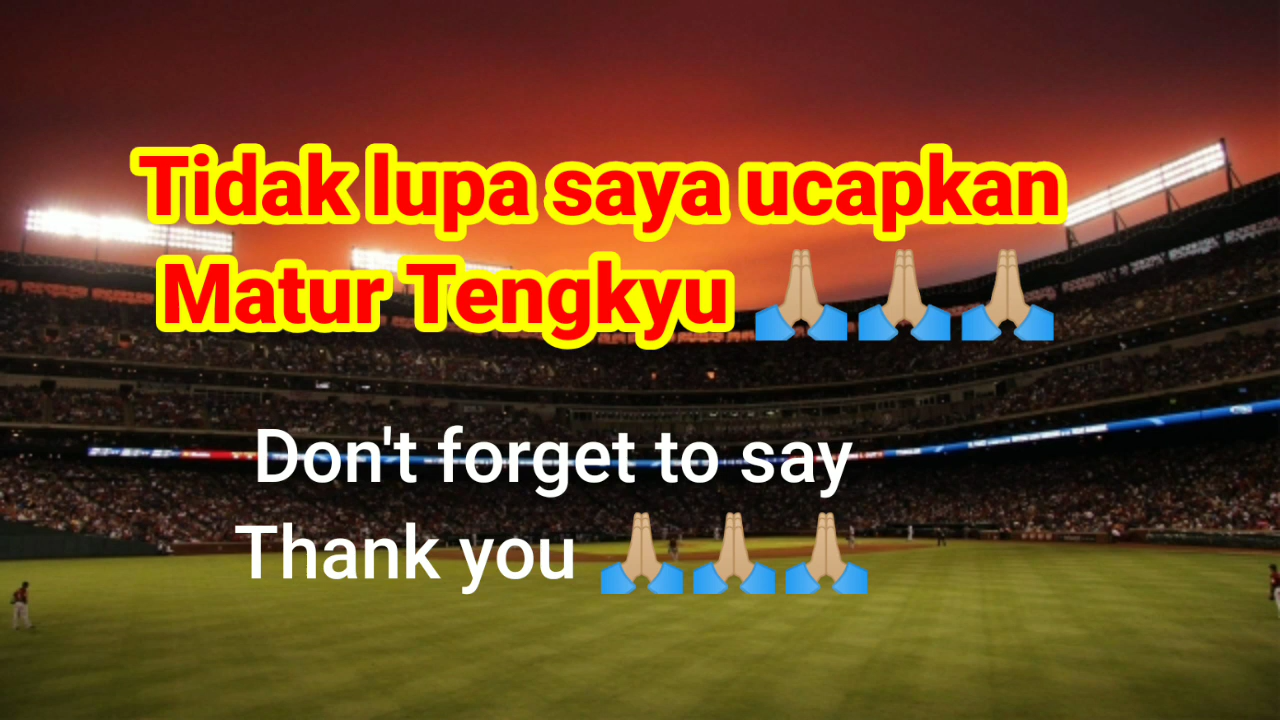 Tidak lupa saya ucapkan
Matur Tengkyu 🙏🏼🙏🏼🙏🏼
Don't forget to say
Thank you 🙏🏼🙏🏼🙏🏼